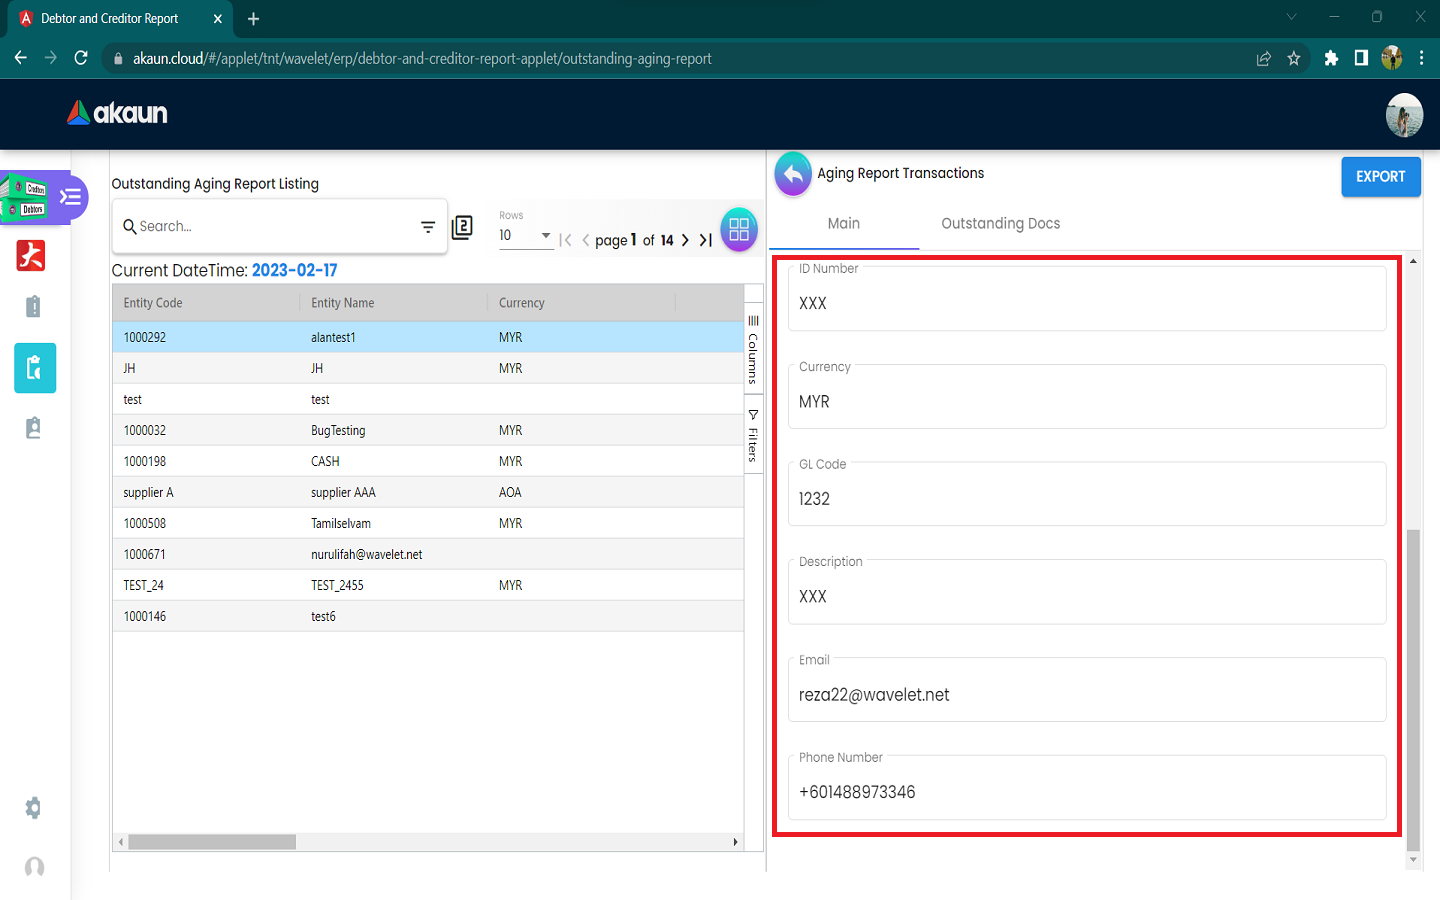 Debtor and Creditor Report
akaun.cloud/#/applet/tnt/wavelet/erp/debtor-and-creditor-report-applet/outstanding-aging-report
akaun
Creditors
Debtors
Outstanding Aging Report Listing
Search...
2
Rows
10
page 1 of 14
Current DateTime: 2023-02-17
Entity Code Entity Name Currency
1000292 alantest1 MYR
JH JH MYR
test test
1000032 BugTesting MYR
1000198 CASH MYR
supplier A supplier AAA AOA
1000508 Tamilselvam MYR
1000671 nurulifah@wavelet.net
TEST_24 TEST_2455 MYR
1000146 test6
Columns
Filters
Aging Report Transactions
EXPORT
Main Outstanding Docs
ID Number
XXX
Currency
MYR
GL Code
1232
Description
XXX
Email
reza22@wavelet.net
Phone Number
+601488973346